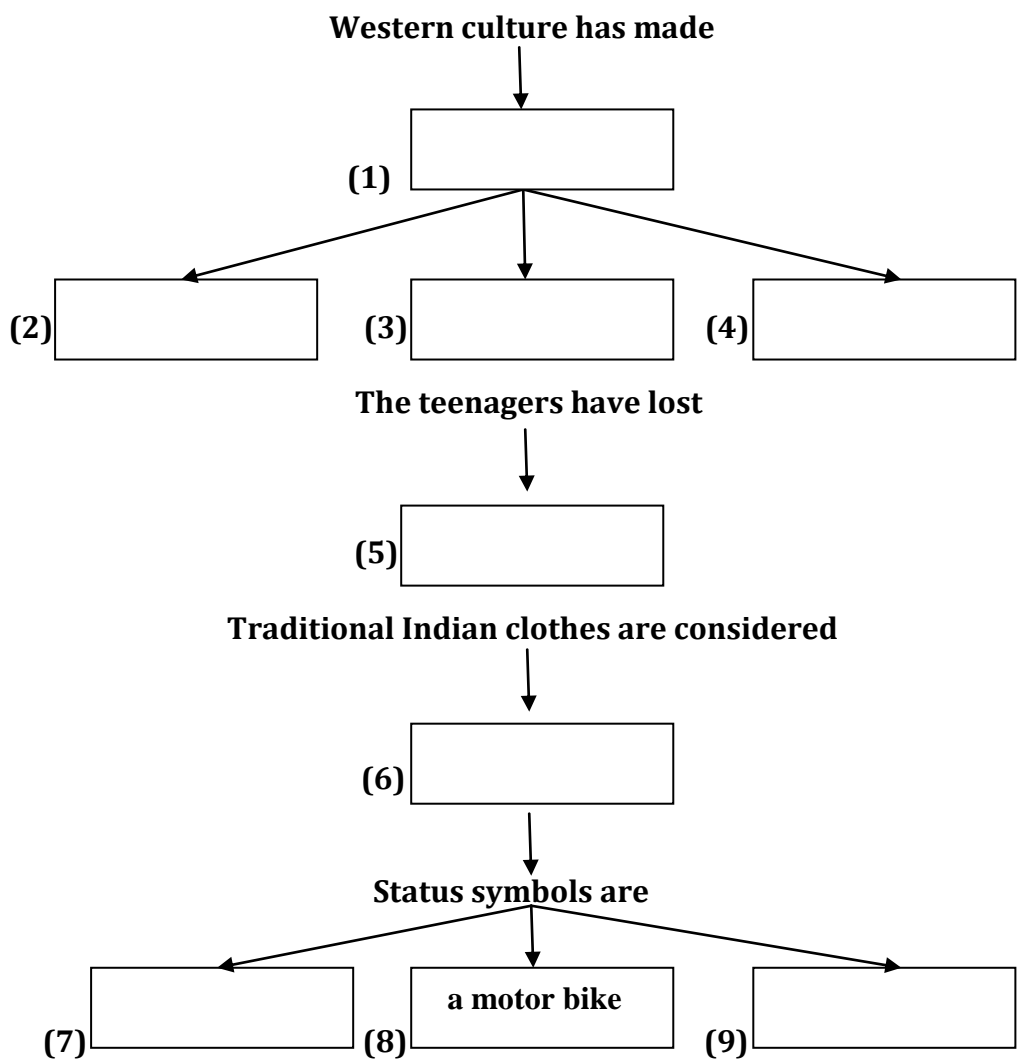 Western culture has made
(1)
(2) (3) (4)
The teenagers have lost
(5)
Traditional Indian clothes are considered
(6)
Status symbols are
a motor bike
(7) (8) (9)